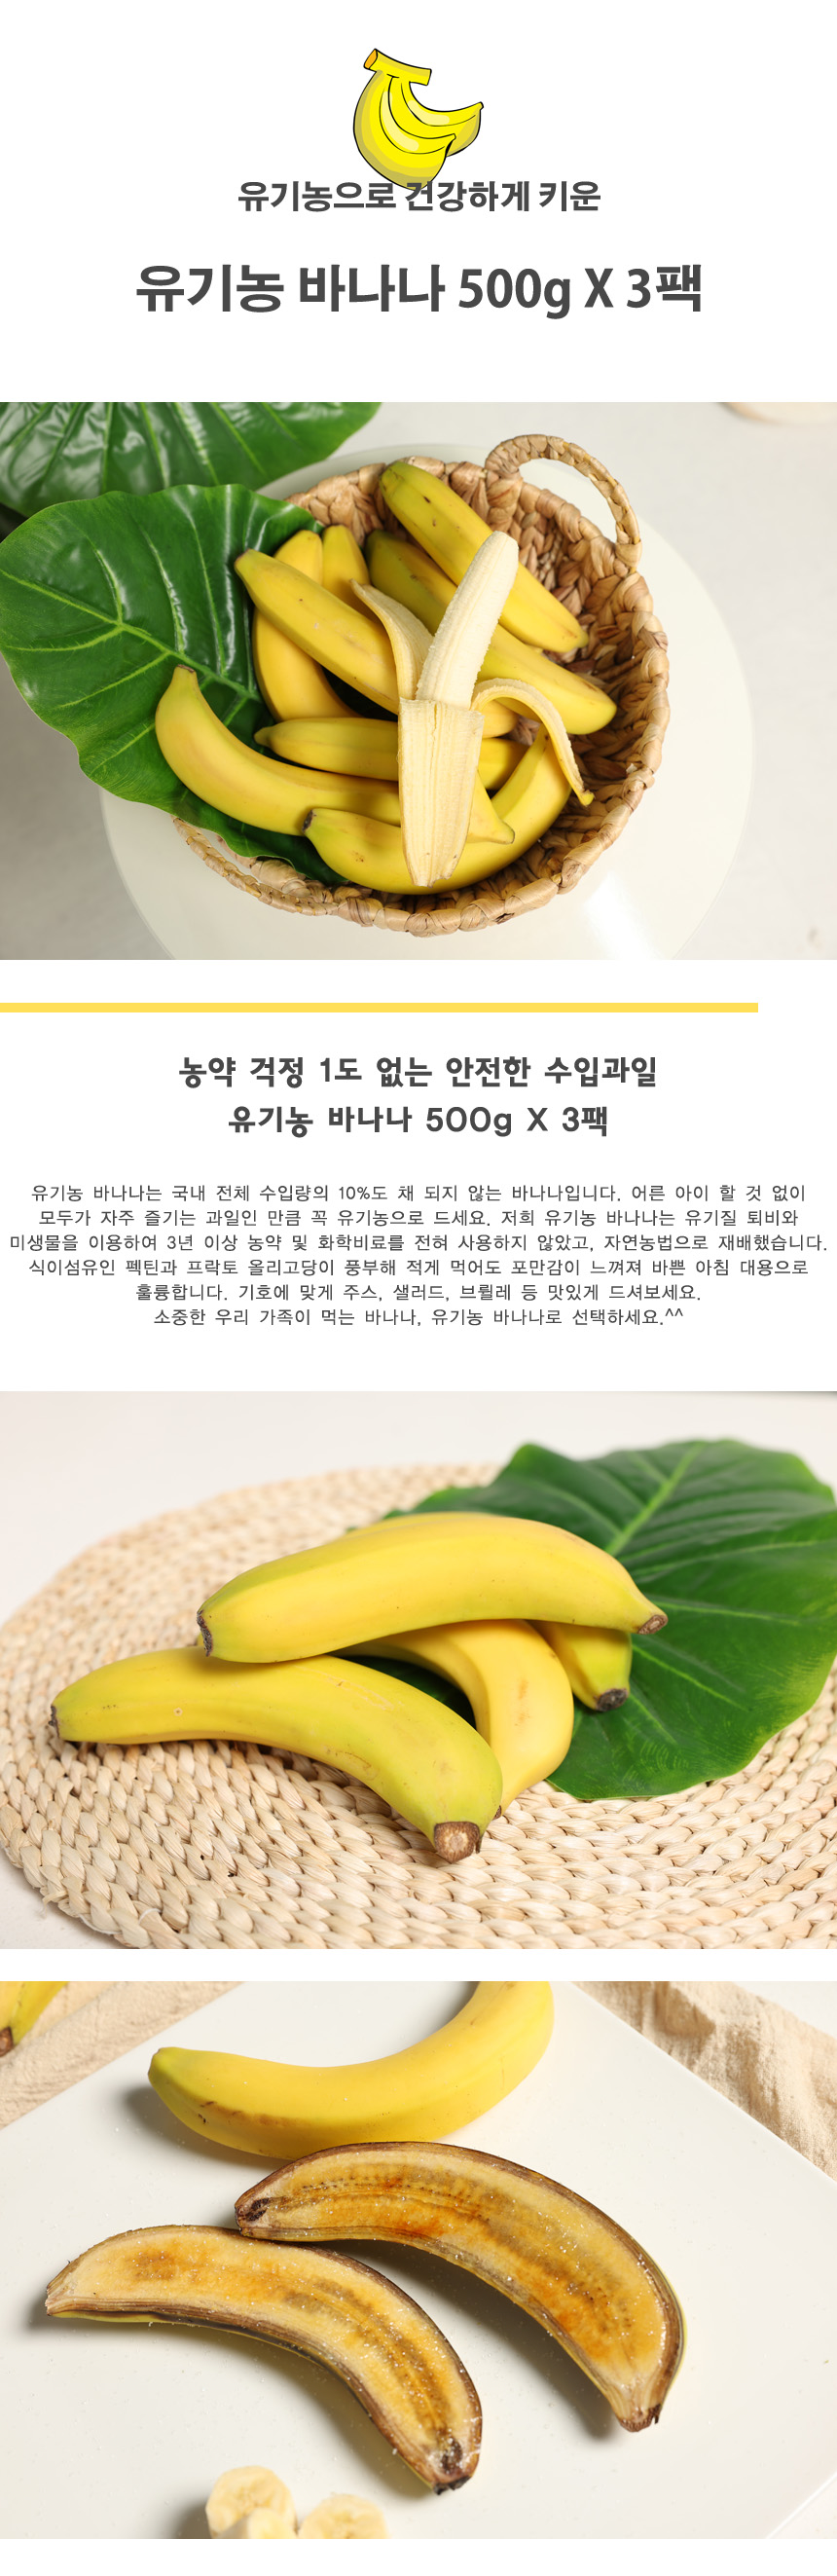 유기농으로 건강하게 키운
유기농 바나나 500g X 3팩
농약 걱정 1도 없는 안전한 수입과일
유기농 바나나 500g X 3팩
유기농 바나나는 국내 전체 수입량의 10%도 채 되지 않는 바나나입니다. 어른 아이 할 것 없이
모두가 자주 즐기는 과일인 만큼 꼭 유기농으로 드세요. 저희 유기농 바나나는 유기질 퇴비와
미생물을 이용하여 3년 이상 농약 및 화학비료를 전혀 사용하지 않았고, 자연농법으로 재배했습니다.
식이섬유인 펙틴과 프락토 올리고당이 풍부해 적게 먹어도 포만감이 느껴져 바쁜 아침 대용으로
훌륭합니다. 기호에 맞게 주스, 샐러드, 브륄레 등 맛있게 드셔보세요.
소중한 우리 가족이 먹는 바나나, 유기농 바나나로 선택하세요.^^